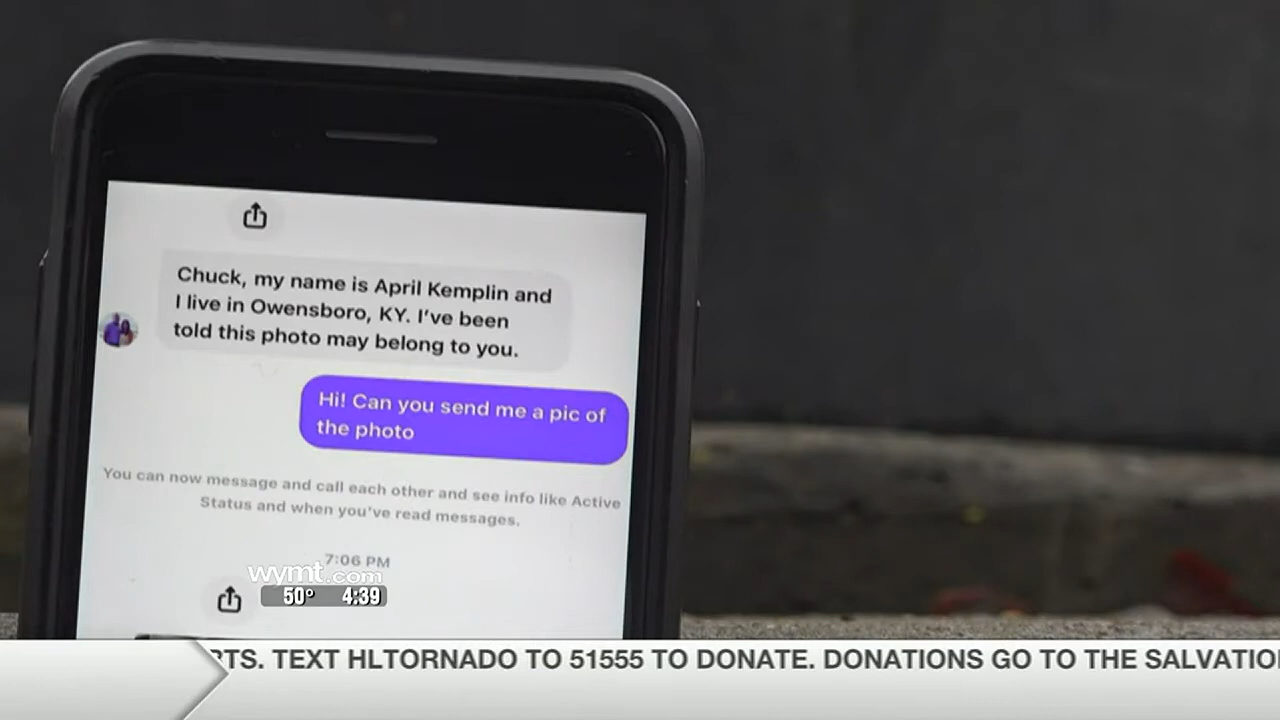 Chuck, my name is April Kemplin and
I live in Owensboro, KY. I've been
told this photo may belong to you.
Hi! Can you send me a pic of
the photo
You can now message and call each other and see info like Active
Status and when you've read messages.
7:06 PM
wymt.com
50° 4:39
RTS. TEXT HLTORNADO TO 51555 TO DONATE. DONATIONS GO TO THE SALVATIO